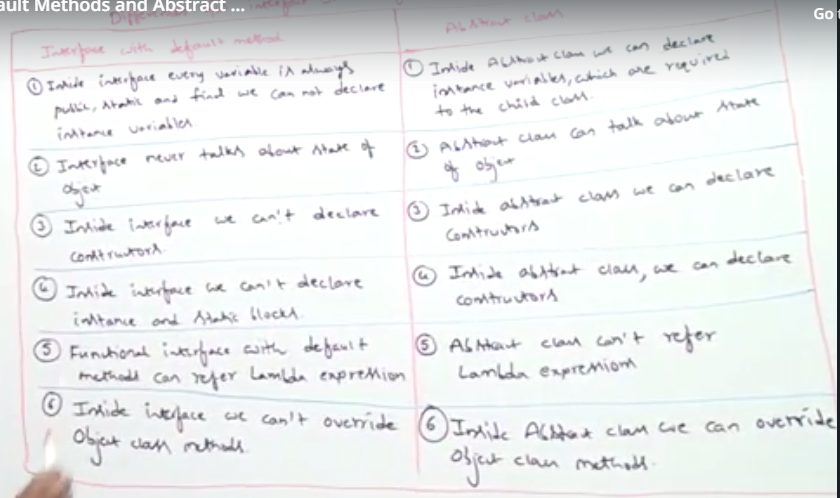 ault Methods and Abstract ...
Go
Interface with default method
Abstract class
① Inside interface every variable is always
public, static and final we can not declare
instance variables.
① Inside Abstract class we can declare
instance variables, which are required
to the child class.
② Interface never talks about state of
Object
② Abstract class can talk about state
of object
③ Inside interface we can't declare
constructors.
③ Inside abstract class we can declare
constructors
④ Inside interface we can't declare
instance and static blocks.
④ Inside abstract class, we can declare
constructors
⑤ Functional interface with default
methods can refer Lambda expression
⑤ Abstract class can't refer
Lambda expressions
⑥ Inside interface we can't override
Object class methods.
⑥ Inside Abstract class we can override
Object class methods.